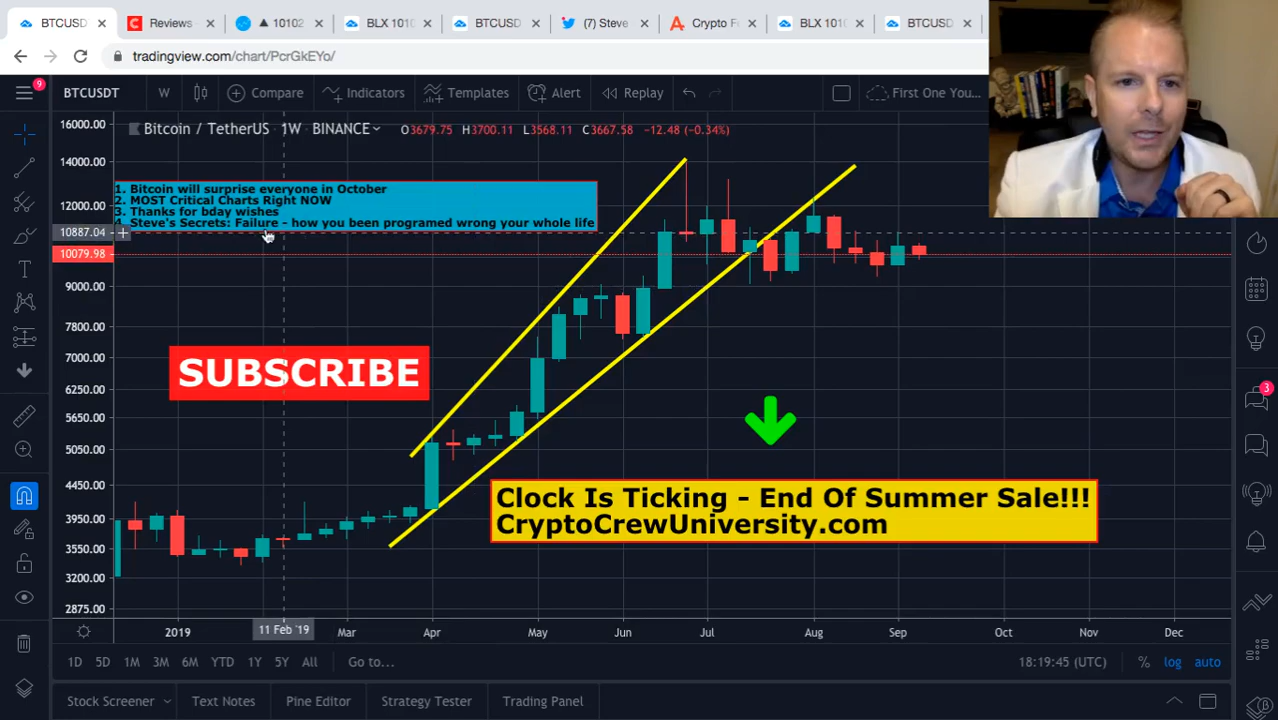 BTCUSD
Reviews
▲ 10102
BLX 1010
BTCUSD
(7) Steve
Crypto F
BLX 1010
BTCUSD
tradingview.com/chart/PcrGkEYo/
9
BTCUSDT W Compare Indicators Templates Alert Replay First One You...
Bitcoin / TetherUS 1W BINANCE O3679.75 H3700.11 L3568.11 C3667.58 −12.48 (−0.34%)
1. Bitcoin will surprise everyone in October
2. MOST Critical Charts Right NOW
3. Thanks for bday wishes
4. Steve's Secrets: Failure - how you been programed wrong your whole life
16000.00
14000.00
12000.00
10887.04
10079.98
9000.00
7800.00
7000.00
6250.00
5650.00
5050.00
4450.00
3950.00
3550.00
3200.00
2875.00
SUBSCRIBE
Clock Is Ticking - End Of Summer Sale!!!
CryptoCrewUniversity.com
3
2019 11 Feb '19 Mar Apr May Jun Jul Aug Sep Oct Nov Dec
1D 5D 1M 3M 6M YTD 1Y 5Y All Go to... 18:19:45 (UTC) % log auto
Stock Screener Text Notes Pine Editor Strategy Tester Trading Panel